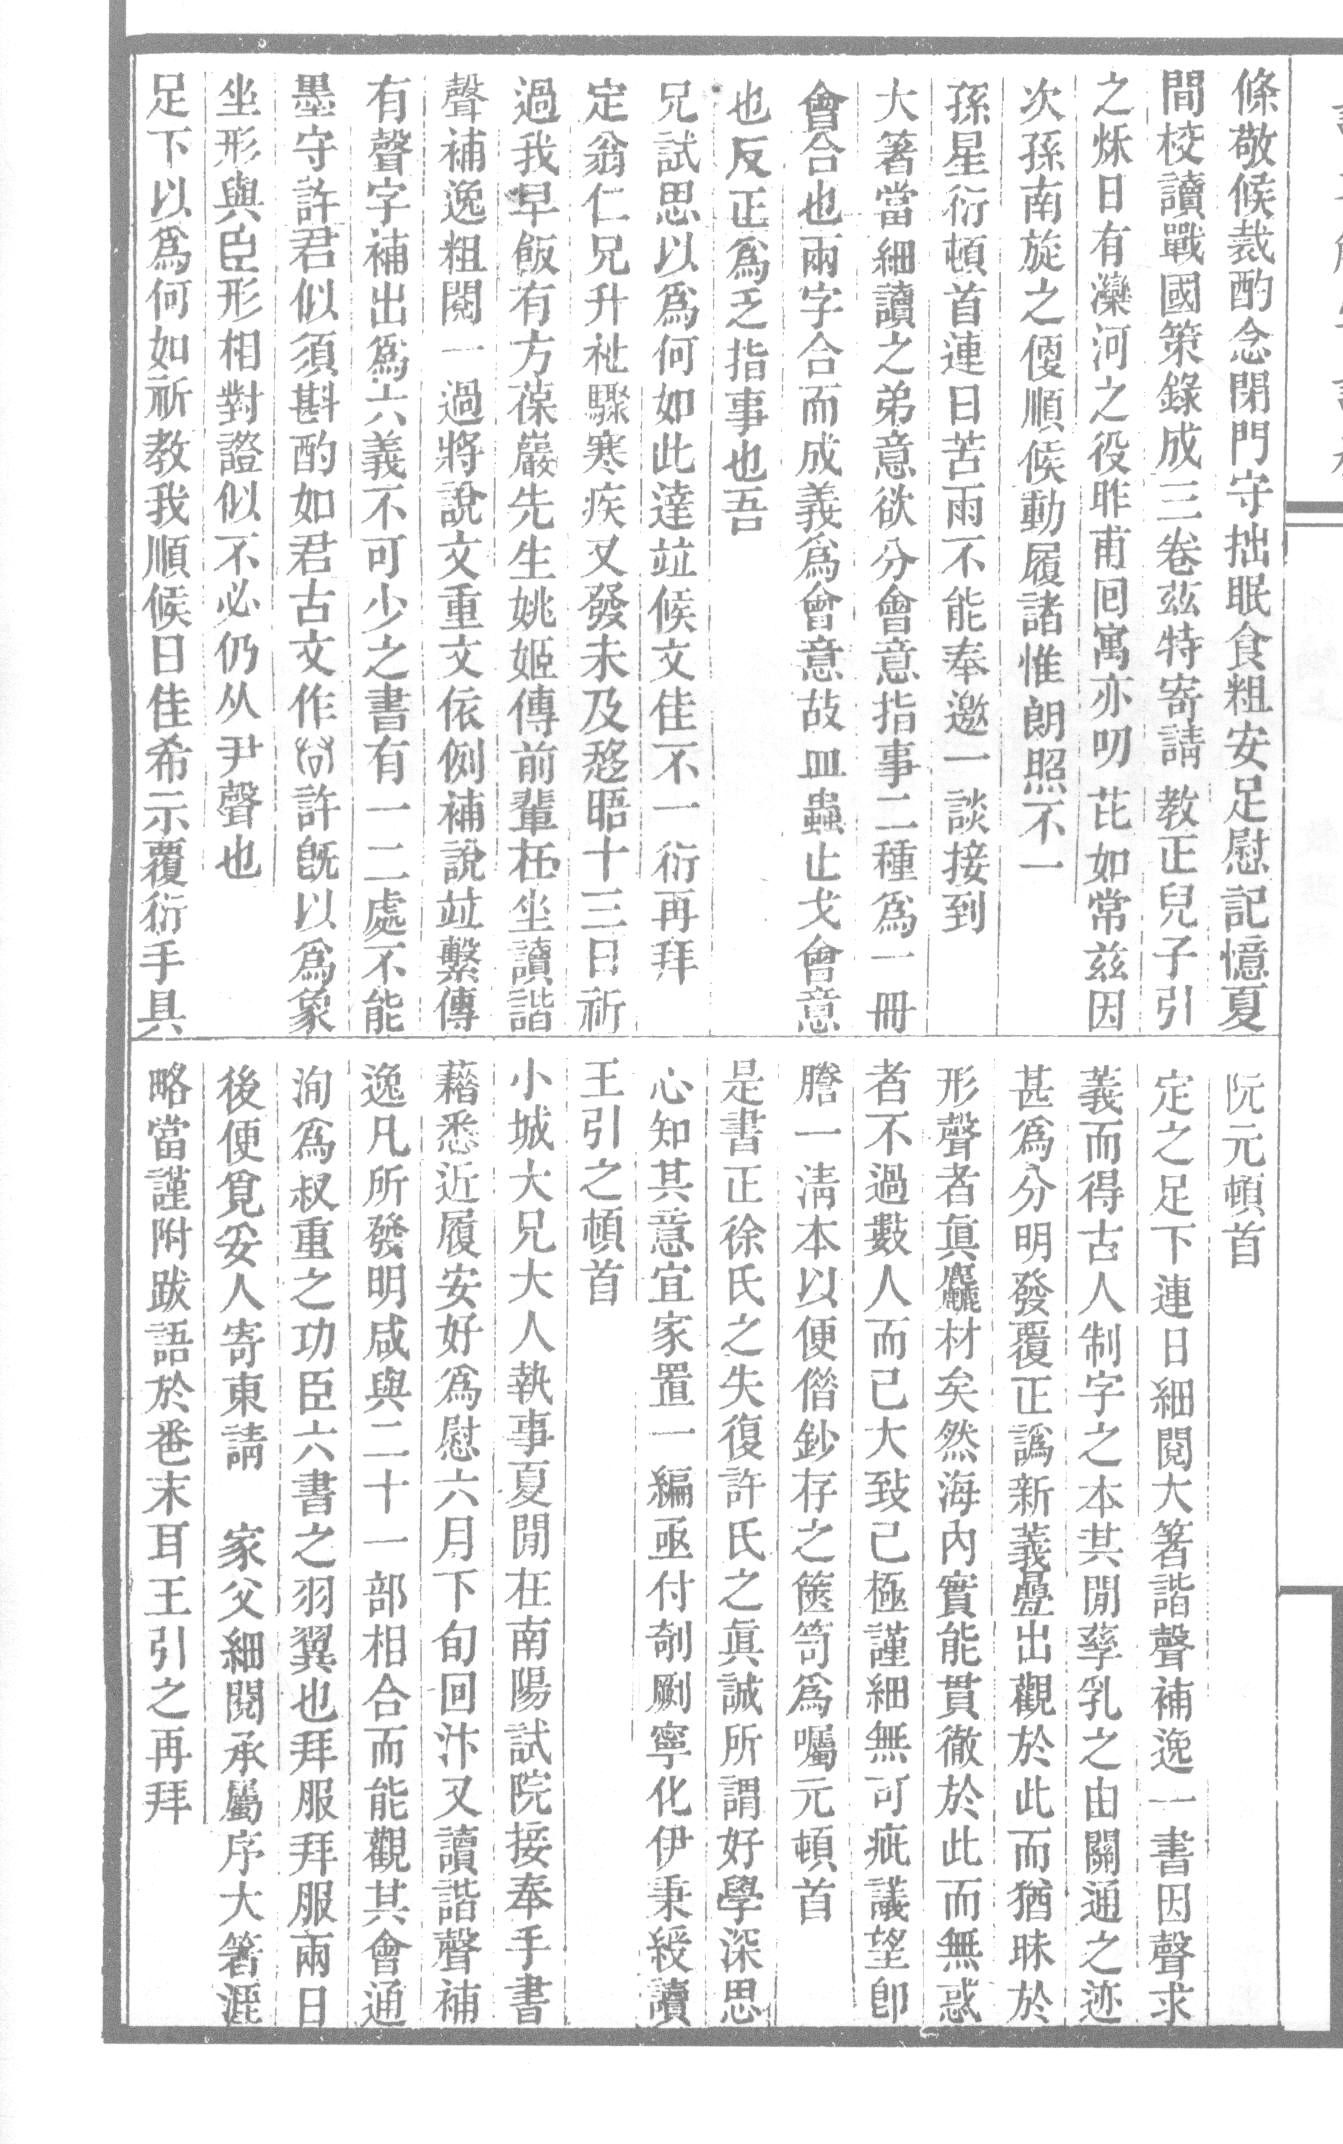 條敬候裁酌念閉門守拙眠食粗安足慰記憶夏
間校讀戰國策錄成三卷茲特寄請教正兒子引
之秌日有灤河之役昨甫回寓亦叨芘如常茲因
次孫南旋之便順候動履諸惟朗照不一
孫星衍頓首連日苦雨不能奉邀一談接到
大箸當細讀之弟意欲分會意指事二種爲一冊
會合也兩字合而成義爲會意故皿蟲止戈會意
也反正爲乏指事也吾
兄試思以爲何如此達竝候文佳不一衍再拜
定翁仁兄升祉驟寒疾又發未及趨晤十三日祈
過我早飯有方葆巖先生姚姬傳前輩在坐讀諧
聲補逸粗閱一過將說文重文依例補說竝繫傳
有聲字補出爲六義不可少之書有一二處不能
墨守許君似須斟酌如君古文作許旣以爲象
坐形與臣形相對證似不必仍从尹聲也
足下以爲何如祈教我順候日佳希示覆衍手具
阮元頓首
定之足下連日細閱大箸諧聲補逸一書因聲求
義而得古人制字之本其閒孳乳之由關通之迹
甚爲分明發覆正譌新義疊出觀於此而猶昧於
形聲者眞麤材矣然海內實能貫徹於此而無惑
者不過數人而已大致已極謹細無可疵議望卽
謄一淸本以便偺鈔存之篋笥爲囑元頓首
是書正徐氏之失復許氏之眞誠所謂好學深思
心知其意宜家置一編亟付剞劂寧化伊秉綬讀
王引之頓首
小城大兄大人執事夏閒在南陽試院接奉手書
藉悉近履安好爲慰六月下旬回汴又讀諧聲補
逸凡所發明咸與二十一部相合而能觀其會通
洵爲叔重之功臣六書之羽翼也拜服拜服兩日
後便覓妥人寄東請家父細閱承屬序大箸涯
略當謹附跋語於卷末耳王引之再拜